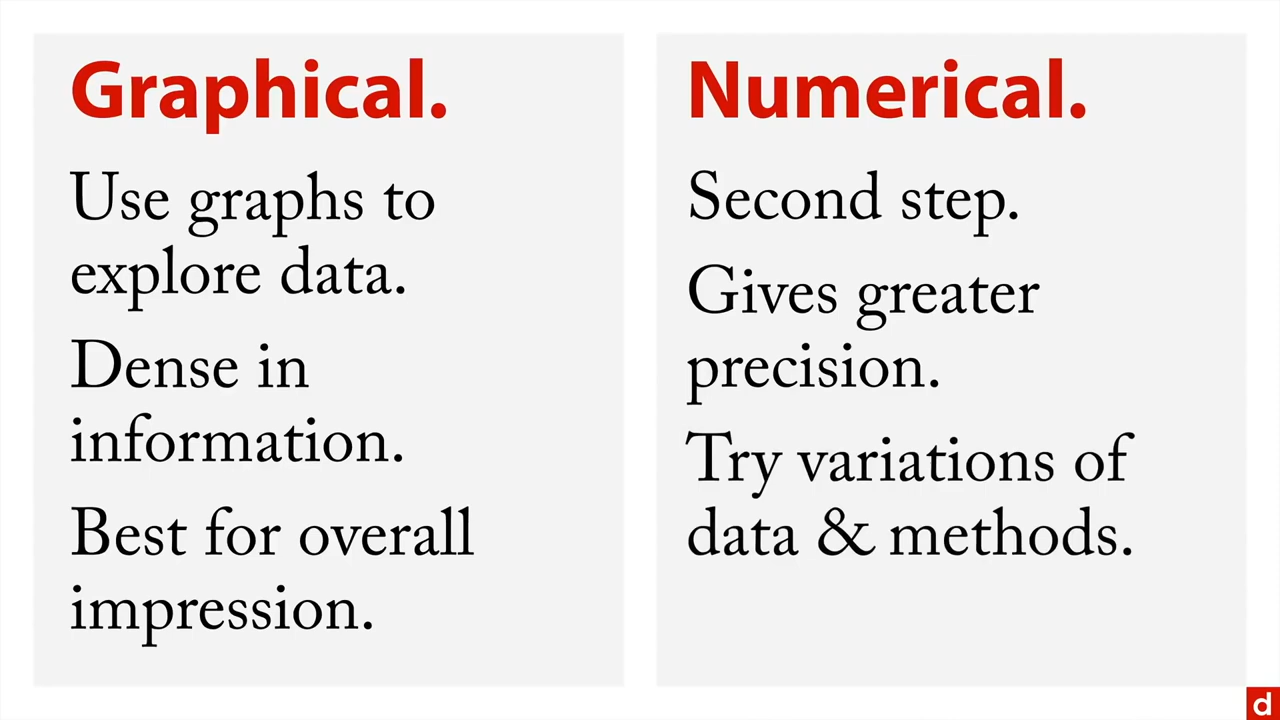 Graphical.
Use graphs to
explore data.
Dense in
information.
Best for overall
impression.
Numerical.
Second step.
Gives greater
precision.
Try variations of
data & methods.
d